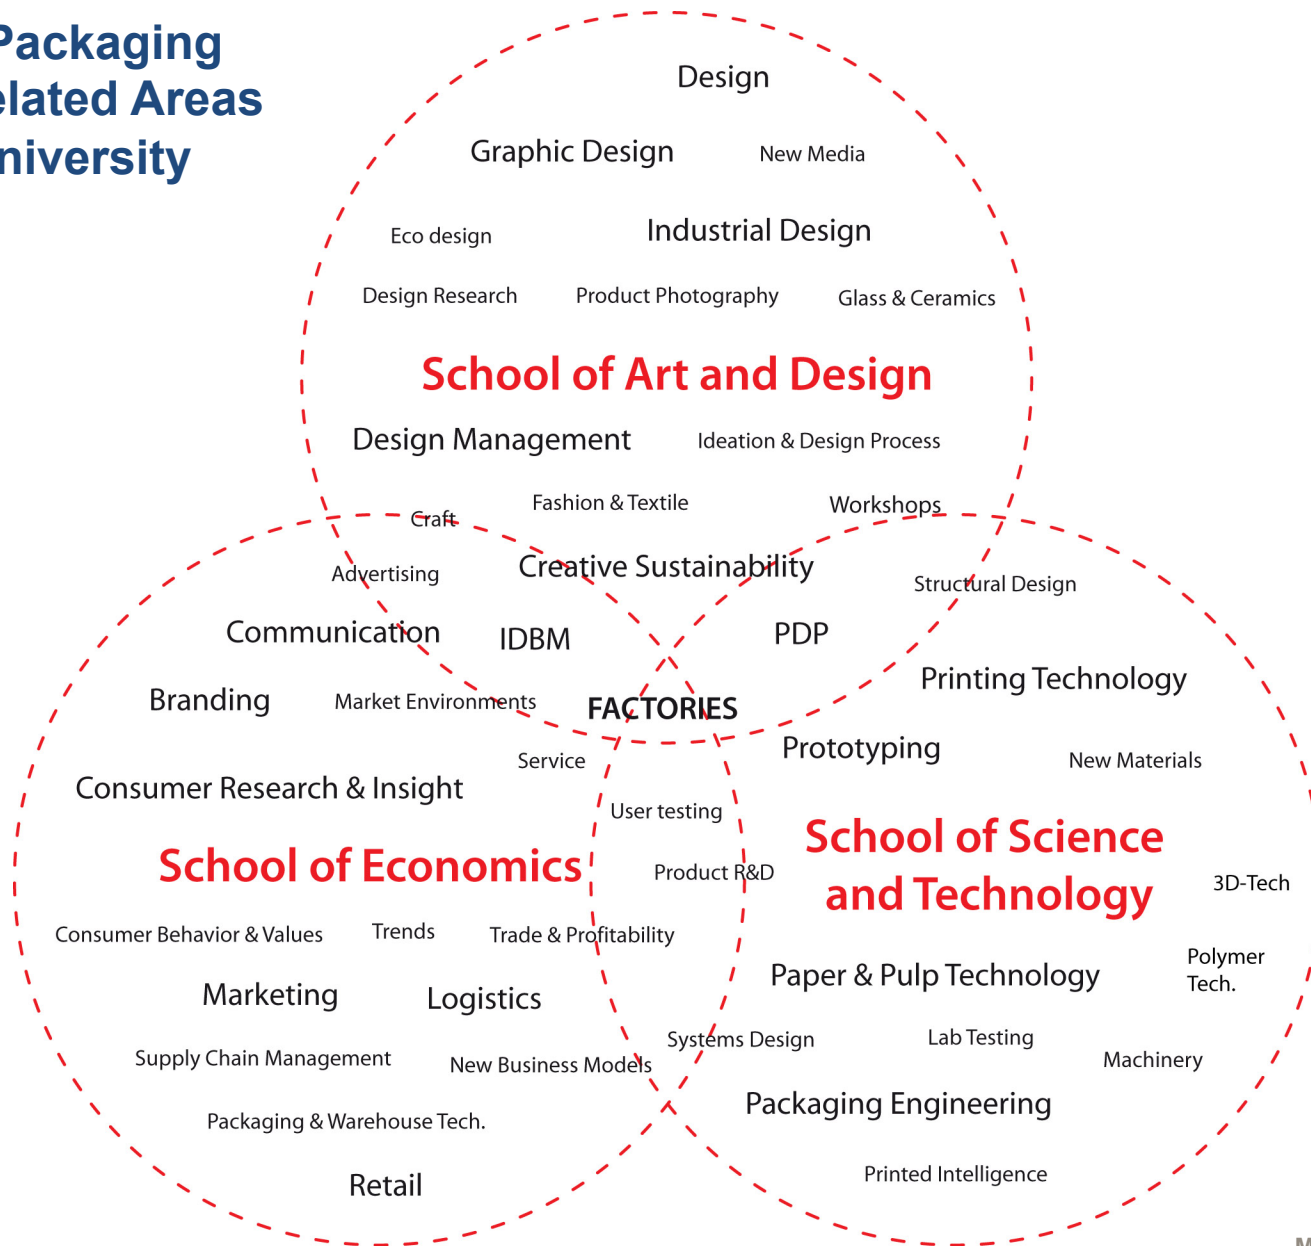 Packaging
elated Areas
niversity
Design
Graphic Design
New Media
Eco design
Industrial Design
Design Research
Product Photography
Glass & Ceramics
School of Art and Design
Design Management
Ideation & Design Process
Craft
Fashion & Textile
Workshops
Advertising
Creative Sustainability
Structural Design
Communication
IDBM
PDP
Branding
Market Environments
FACTORIES
Printing Technology
Service
Prototyping
New Materials
Consumer Research & Insight
User testing
School of Economics
Product R&D
School of Science
and Technology
3D-Tech
Consumer Behavior & Values
Trends
Trade & Profitability
Paper & Pulp Technology
Polymer
Tech.
Marketing
Logistics
Systems Design
Lab Testing
Machinery
Supply Chain Management
New Business Models
Packaging Engineering
Packaging & Warehouse Tech.
Printed Intelligence
Retail